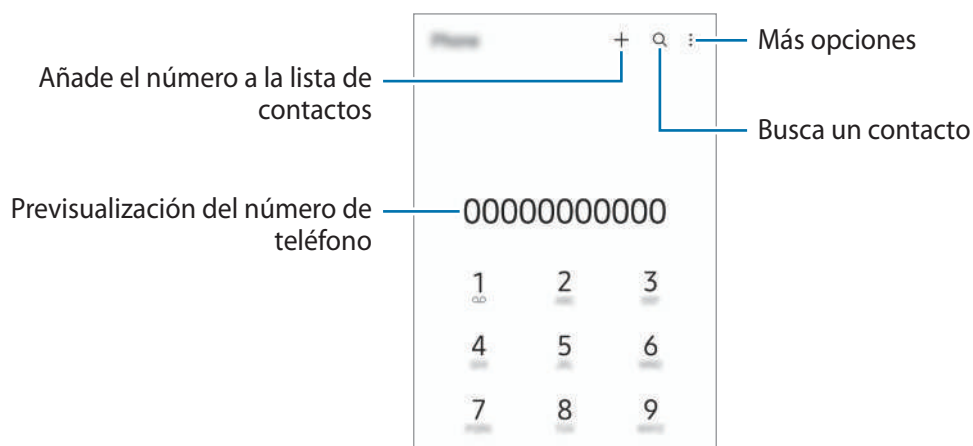 Más opciones
Añade el número a la lista de
contactos
Busca un contacto
Previsualización del número de
teléfono
00000000000
1 2 3
4 5 6
7 8 9